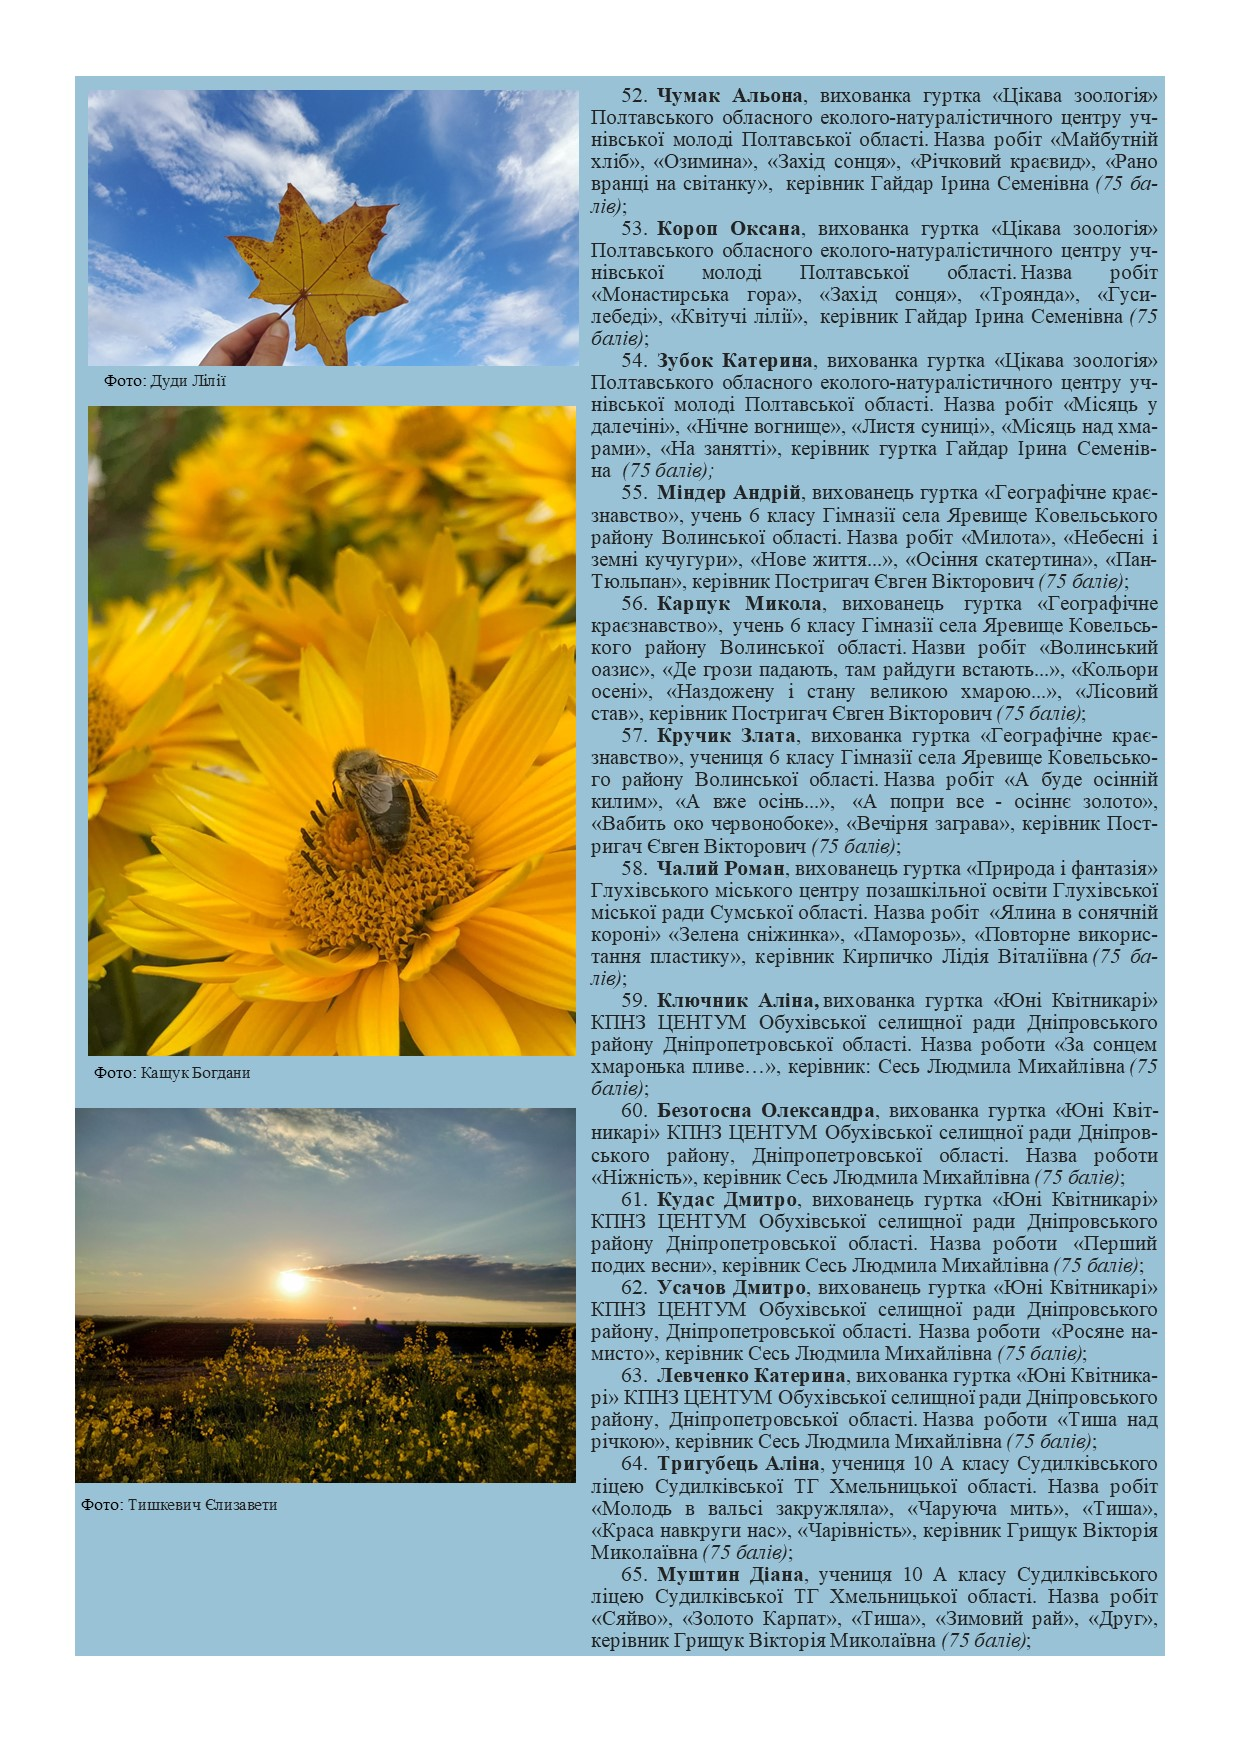 Фото: Дуди Лілії
Фото: Кащук Богдани
Фото: Тишкевич Єлизавети
52. Чумак Альона, вихованка гуртка «Цікава зоологія»
Полтавського обласного еколого-натуралістичного центру уч-
нівської молоді Полтавської області. Назва робіт «Майбутній
хліб», «Озимина», «Захід сонця», «Річковий краєвид», «Рано
вранці на світанку», керівник Гайдар Ірина Семенівна (75 ба-
лів);
53. Короп Оксана, вихованка гуртка «Цікава зоологія»
Полтавського обласного еколого-натуралістичного центру уч-
нівської молоді Полтавської області. Назва робіт
«Монастирська гора», «Захід сонця», «Троянда», «Гуси-
лебеді», «Квітучі лілії», керівник Гайдар Ірина Семенівна (75
балів);
54. Зубок Катерина, вихованка гуртка «Цікава зоологія»
Полтавського обласного еколого-натуралістичного центру уч-
нівської молоді Полтавської області. Назва робіт «Місяць у
далечіні», «Нічне вогнище», «Листя суниці», «Місяць над хма-
рами», «На занятті», керівник гуртка Гайдар Ірина Семенів-
на (75 балів);
55. Міндер Андрій, вихованець гуртка «Географічне крає-
знавство», учень 6 класу Гімназії села Яревище Ковельського
району Волинської області. Назва робіт «Милота», «Небесні і
земні кучугури», «Нове життя...», «Осіння скатертина», «Пан-
Тюльпан», керівник Постригач Євген Вікторович (75 балів);
56. Карпук Микола, вихованець гуртка «Географічне
краєзнавство», учень 6 класу Гімназії села Яревище Ковельсь-
кого району Волинської області. Назви робіт «Волинський
оазис», «Де грози падають, там райдуги встають...», «Кольори
осені», «Наздожену і стану великою хмарою...», «Лісовий
став», керівник Постригач Євген Вікторович (75 балів);
57. Кручик Злата, вихованка гуртка «Географічне крає-
знавство», учениця 6 класу Гімназії села Яревище Ковельсько-
го району Волинської області. Назва робіт «А буде осінній
килим», «А вже осінь...», «А попри все - осіннє золото»,
«Вабить око червонобоке», «Вечірня заграва», керівник Пост-
ригач Євген Вікторович (75 балів);
58. Чалий Роман, вихованець гуртка «Природа і фантазія»
Глухівського міського центру позашкільної освіти Глухівської
міської ради Сумської області. Назва робіт «Ялина в сонячній
короні» «Зелена сніжинка», «Паморозь», «Повторне викорис-
тання пластику», керівник Кирпичко Лідія Віталіївна (75 ба-
лів);
59. Ключник Аліна, вихованка гуртка «Юні Квітникарі»
КПНЗ ЦЕНТУМ Обухівської селищної ради Дніпровського
району Дніпропетровської області. Назва роботи «За сонцем
хмаронька пливе…», керівник: Сесь Людмила Михайлівна (75
балів);
60. Безотосна Олександра, вихованка гуртка «Юні Квіт-
никарі» КПНЗ ЦЕНТУМ Обухівської селищної ради Дніпров-
ського району, Дніпропетровської області. Назва роботи
«Ніжність», керівник Сесь Людмила Михайлівна (75 балів);
61. Кудас Дмитро, вихованець гуртка «Юні Квітникарі»
КПНЗ ЦЕНТУМ Обухівської селищної ради Дніпровського
району Дніпропетровської області. Назва роботи «Перший
подих весни», керівник Сесь Людмила Михайлівна (75 балів);
62. Усачов Дмитро, вихованець гуртка «Юні Квітникарі»
КПНЗ ЦЕНТУМ Обухівської селищної ради Дніпровського
району, Дніпропетровської області. Назва роботи «Росяне на-
мисто», керівник Сесь Людмила Михайлівна (75 балів);
63. Левченко Катерина, вихованка гуртка «Юні Квітника-
рі» КПНЗ ЦЕНТУМ Обухівської селищної ради Дніпровського
району, Дніпропетровської області. Назва роботи «Тиша над
річкою», керівник Сесь Людмила Михайлівна (75 балів);
64. Тригубець Аліна, учениця 10 А класу Судилківського
ліцею Судилківської ТГ Хмельницької області. Назва робіт
«Молодь в вальсі закружляла», «Чаруюча мить», «Тиша»,
«Краса навкруги нас», «Чарівність», керівник Грищук Вікторія
Миколаївна (75 балів);
65. Муштин Діана, учениця 10 А класу Судилківського
ліцею Судилківської ТГ Хмельницької області. Назва робіт
«Сяйво», «Золото Карпат», «Тиша», «Зимовий рай», «Друг»,
керівник Грищук Вікторія Миколаївна (75 балів);